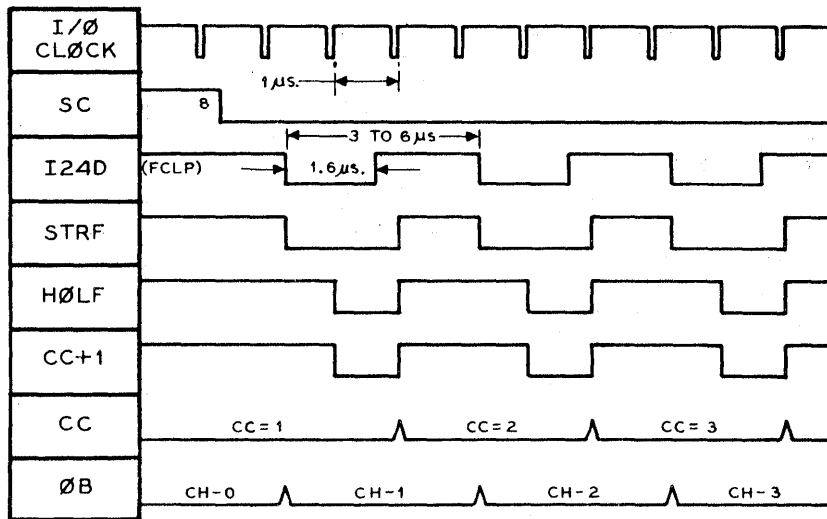 I/Ø
CLØCK
1 µs.
SC
8
3 TO 6 µs
I24D
(FCLP)
1.6 µs.
STRF
HØLF
CC+1
CC
CC = 1
CC = 2
CC = 3
ØB
CH-0
CH-1
CH-2
CH-3